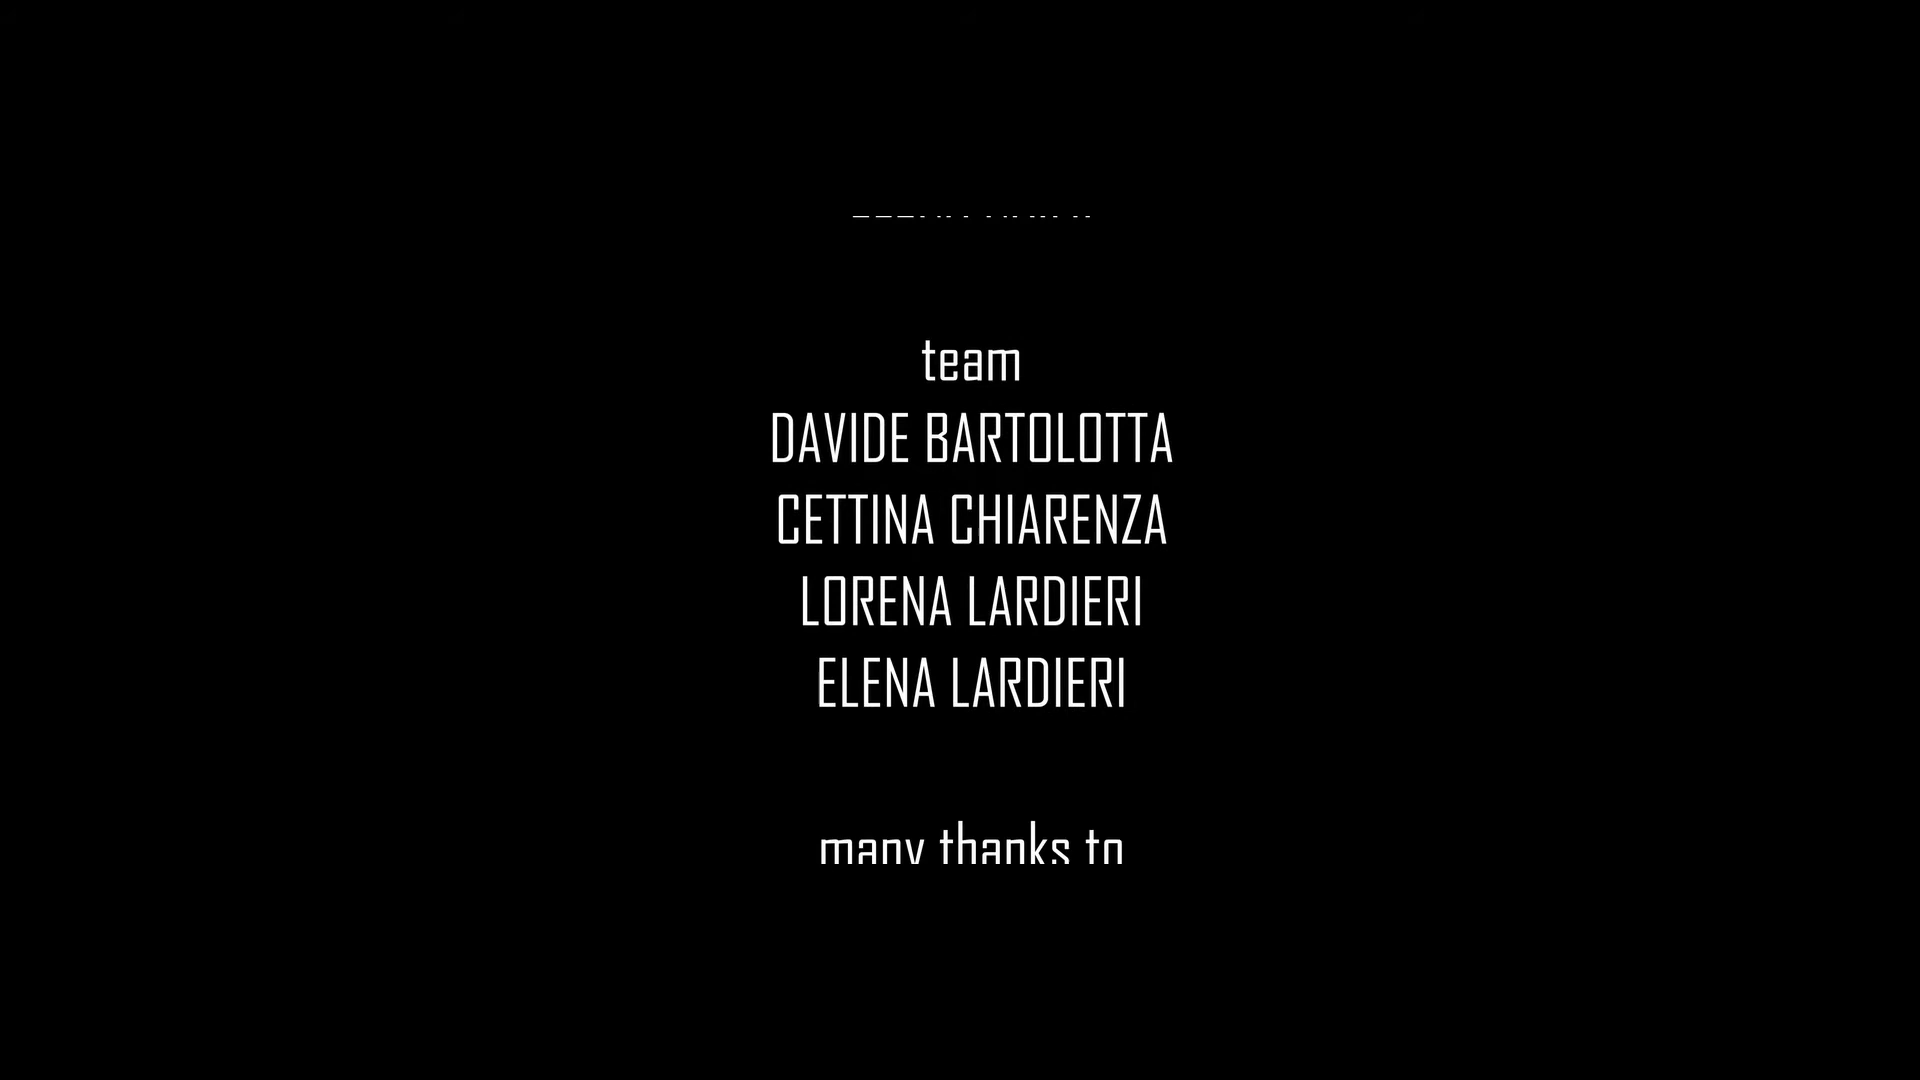 team
DAVIDE BARTOLOTTA
CETTINA CHIARENZA
LORENA LARDIERI
ELENA LARDIERI
many thanks to